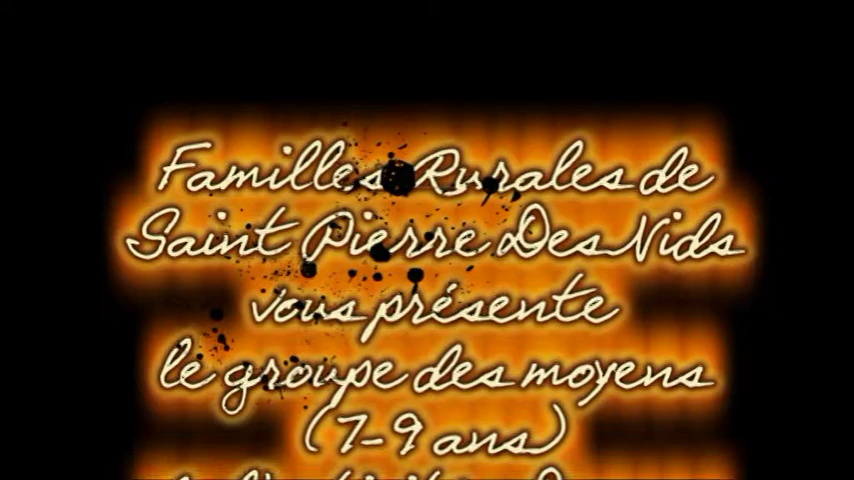 Familles Rurales de
Saint Pierre Des Nids
vous présente
le groupe des moyens
(7-9 ans)